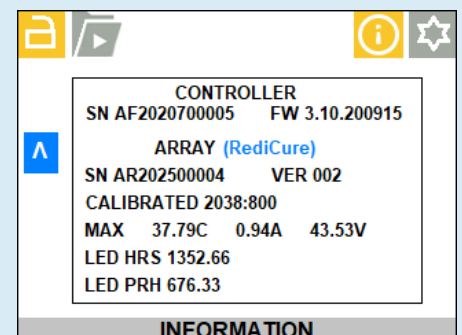 CONTROLLER
SN AF2020700005 FW 3.10.200915
ARRAY (RediCure)
SN AR202500004 VER 002
CALIBRATED 2038:800
MAX 37.79C 0.94A 43.53V
LED HRS 1352.66
LED PRH 676.33
INFORMATION